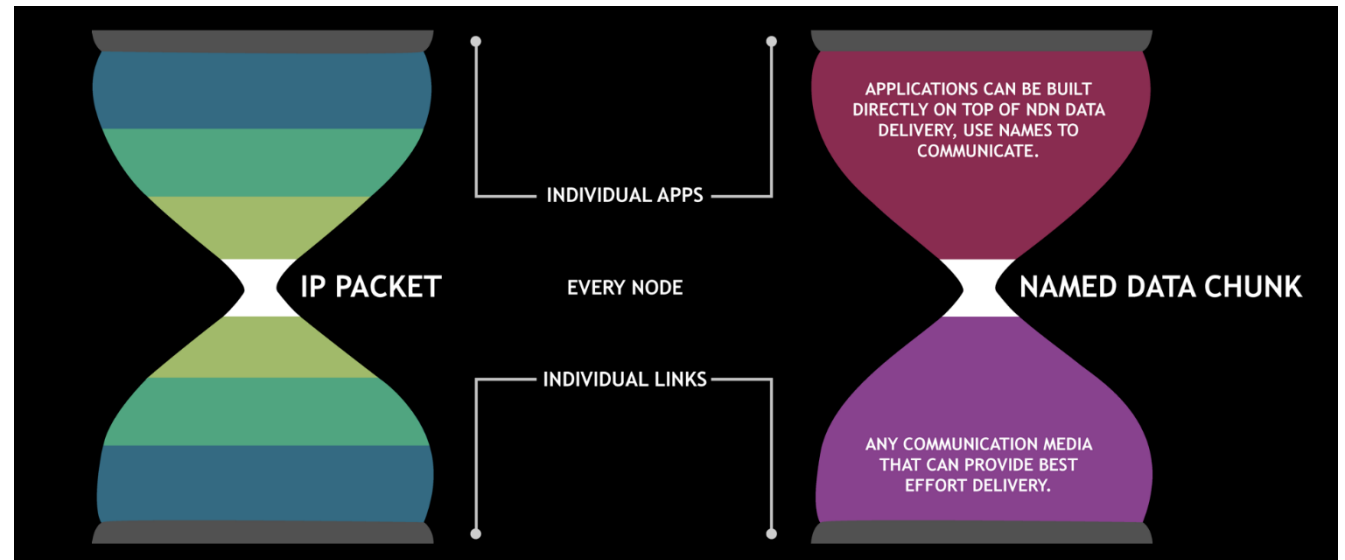 APPLICATIONS CAN BE BUILT
DIRECTLY ON TOP OF NDN DATA
DELIVERY, USE NAMES TO
COMMUNICATE.
INDIVIDUAL APPS
IP PACKET
EVERY NODE
NAMED DATA CHUNK
INDIVIDUAL LINKS
ANY COMMUNICATION MEDIA
THAT CAN PROVIDE BEST
EFFORT DELIVERY.